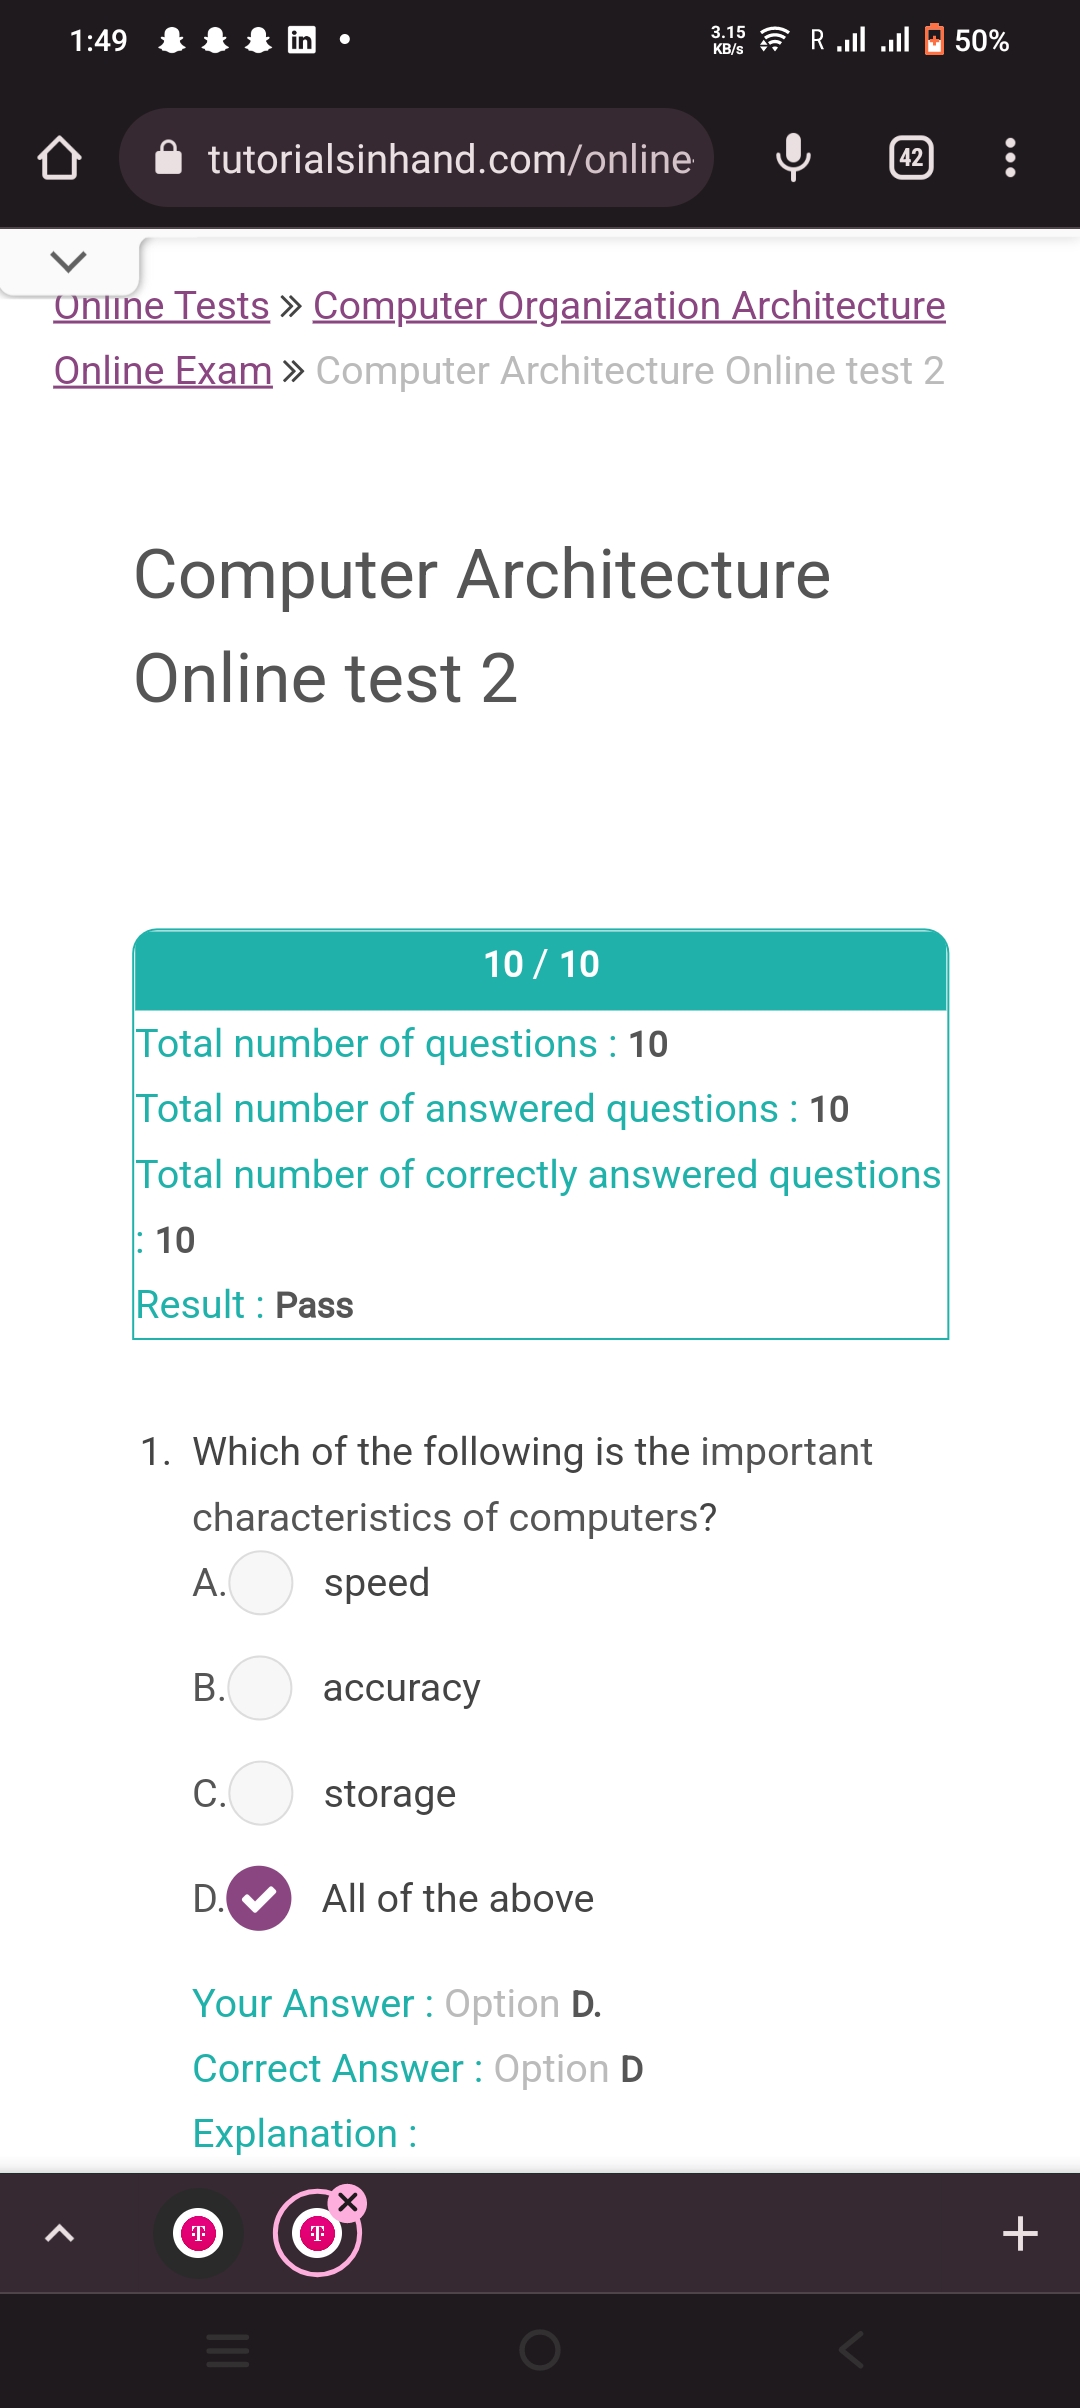 1:49
3.15
KB/s
R
50%
tutorialsinhand.com/online
42
Online Tests » Computer Organization Architecture
Online Exam » Computer Architecture Online test 2
Computer Architecture
Online test 2
10 / 10
Total number of questions : 10
Total number of answered questions : 10
Total number of correctly answered questions
: 10
Result : Pass
1. Which of the following is the important
characteristics of computers?
A. speed
B. accuracy
C. storage
D. All of the above
Your Answer : Option D.
Correct Answer : Option D
Explanation :